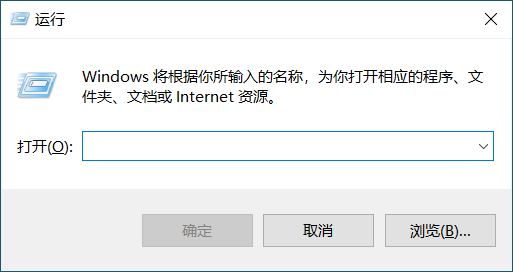 运行
Windows 将根据你所输入的名称，为你打开相应的程序、文
件夹、文档或 Internet 资源。
打开(O):
确定 取消 浏览(B)...